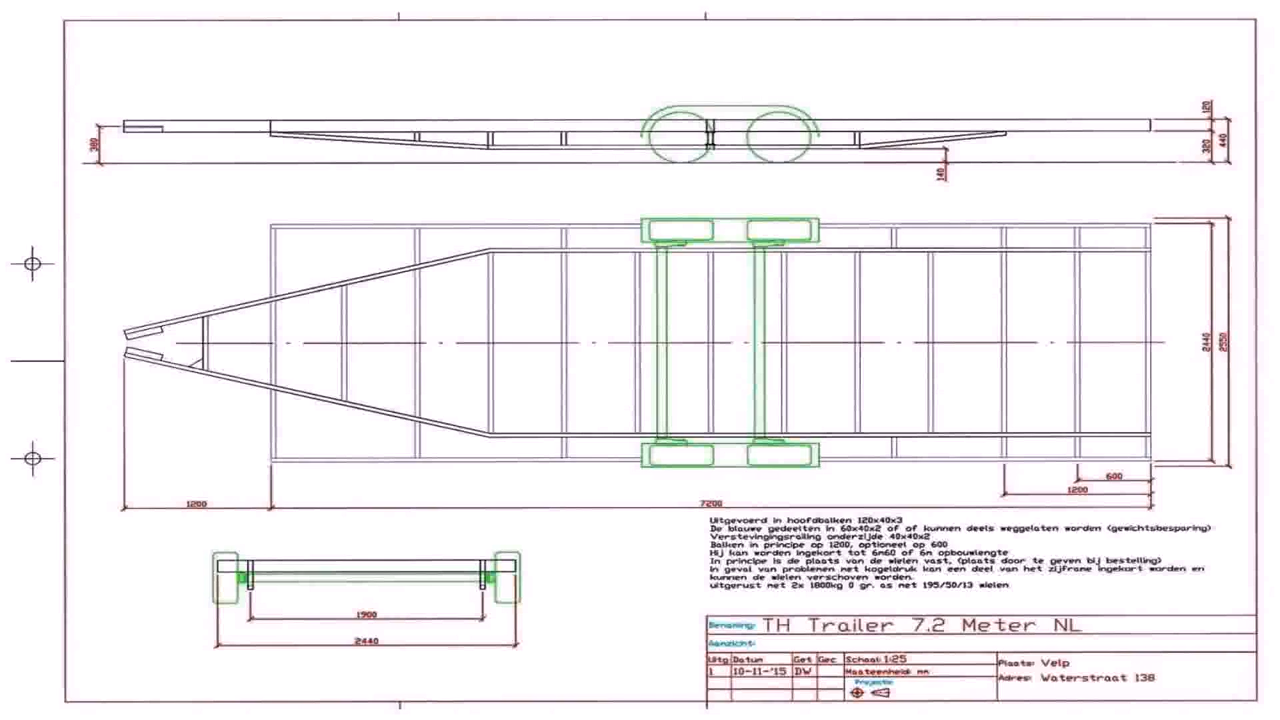 120
380
320
440
140
2440
2550
600
1200
1200
7200
Uitgevoerd in hoofdbalken 120x40x3
De blauwe gedeelten in 60x40x2 of of kunnen deels weggelaten worden (gewichtsbesparing)
Verstevingingsrailing onderzijde 40x40x2
Balken in principe op 1200, optioneel op 600
Hij kan worden ingekort tot 6m60 of 6m opbouwlengte
In principe is de plaats van de wielen vast, (plaats door te geven bij bestelling)
in geval van problemen met kogeldruk kan een deel van het zijframe ingekort worden en
kunnen de wielen verschoven worden.
uitgerust met 2x 1800kg 0 gr. as met 195/50/13 wielen
1900
2440
Benaming: TH Trailer 7.2 Meter NL
Aanzicht:
Uitg Datum Get Gec Schaal: 1:25
1 10-11-'15 DW Maateenheid: mm
Projectie:
Plaats: Velp
Adres: Waterstraat 138